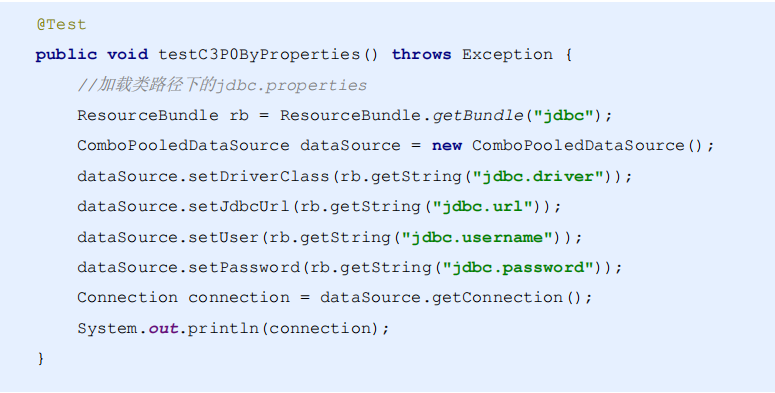 @Test
public void testC3P0ByProperties() throws Exception {
//加载类路径下的jdbc.properties
ResourceBundle rb = ResourceBundle.getBundle("jdbc");
ComboPooledDataSource dataSource = new ComboPooledDataSource();
dataSource.setDriverClass(rb.getString("jdbc.driver"));
dataSource.setJdbcUrl(rb.getString("jdbc.url"));
dataSource.setUser(rb.getString("jdbc.username"));
dataSource.setPassword(rb.getString("jdbc.password"));
Connection connection = dataSource.getConnection();
System.out.println(connection);
}